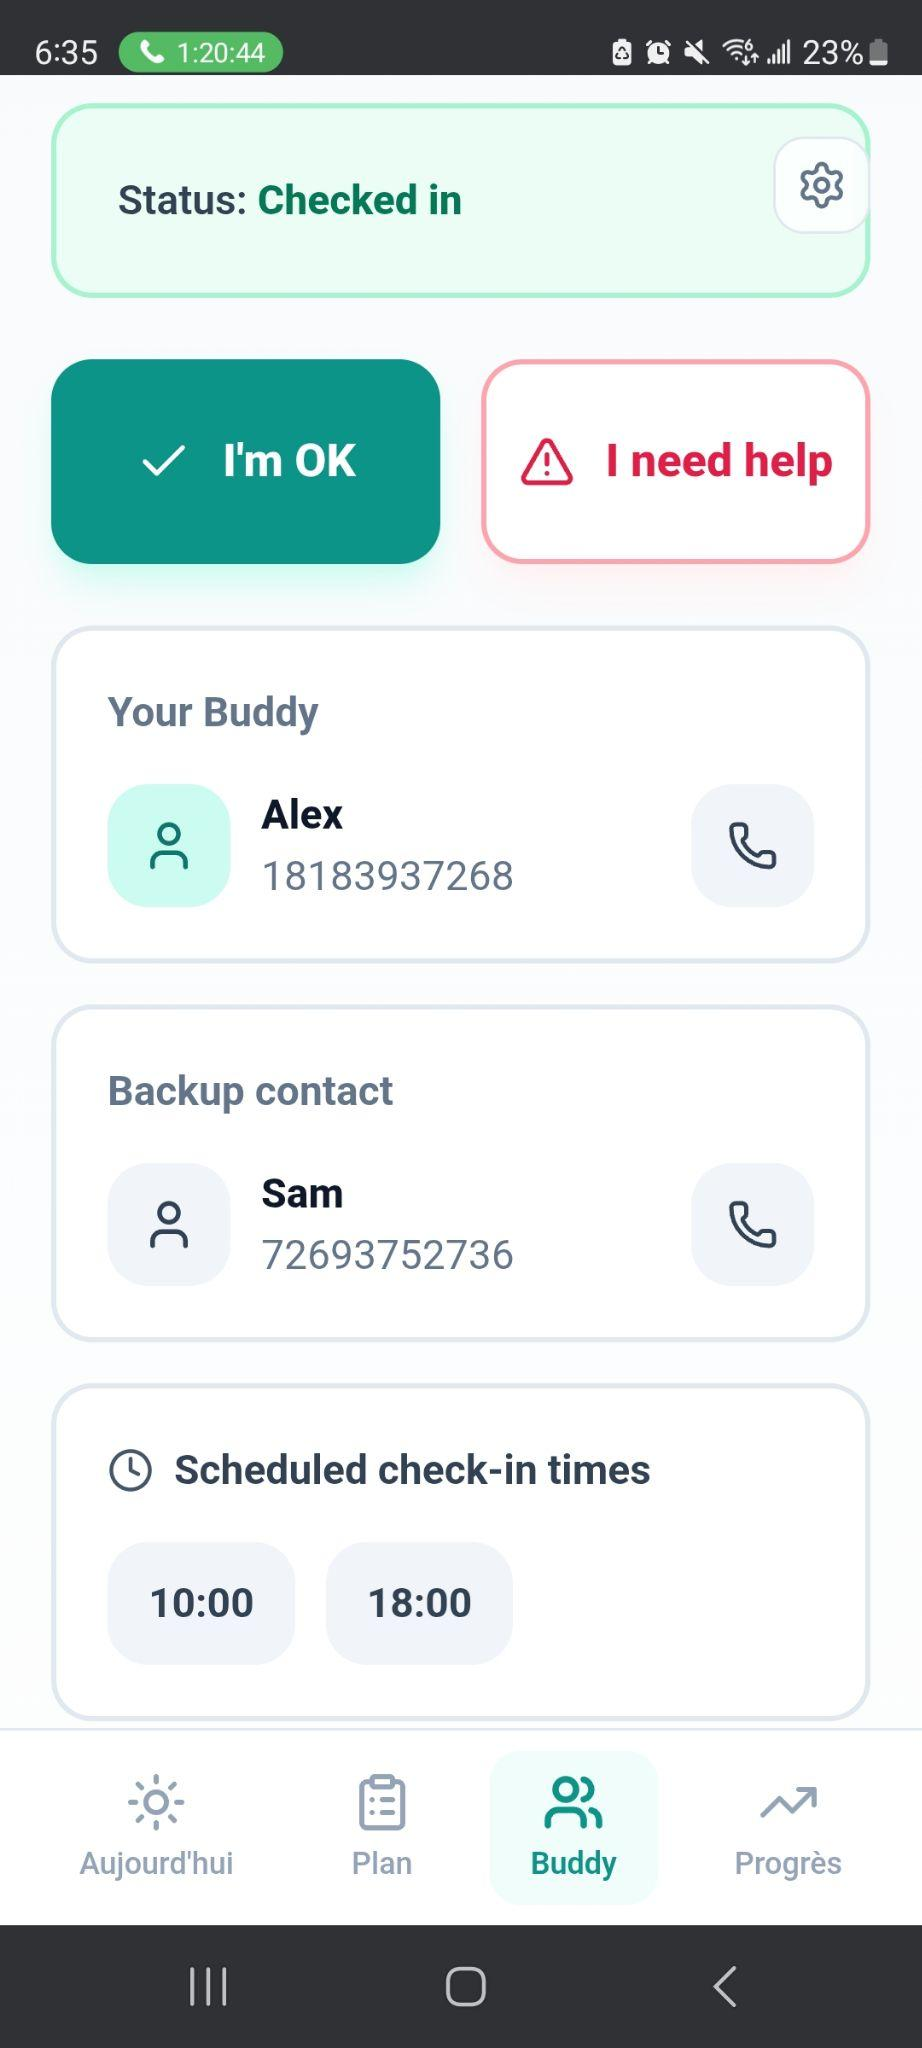 6:35 1:20:44 23%
Status: Checked in
I'm OK
I need help
Your Buddy
Alex
18183937268
Backup contact
Sam
72693752736
Scheduled check-in times
10:00 18:00
Aujourd'hui Plan Buddy Progrès